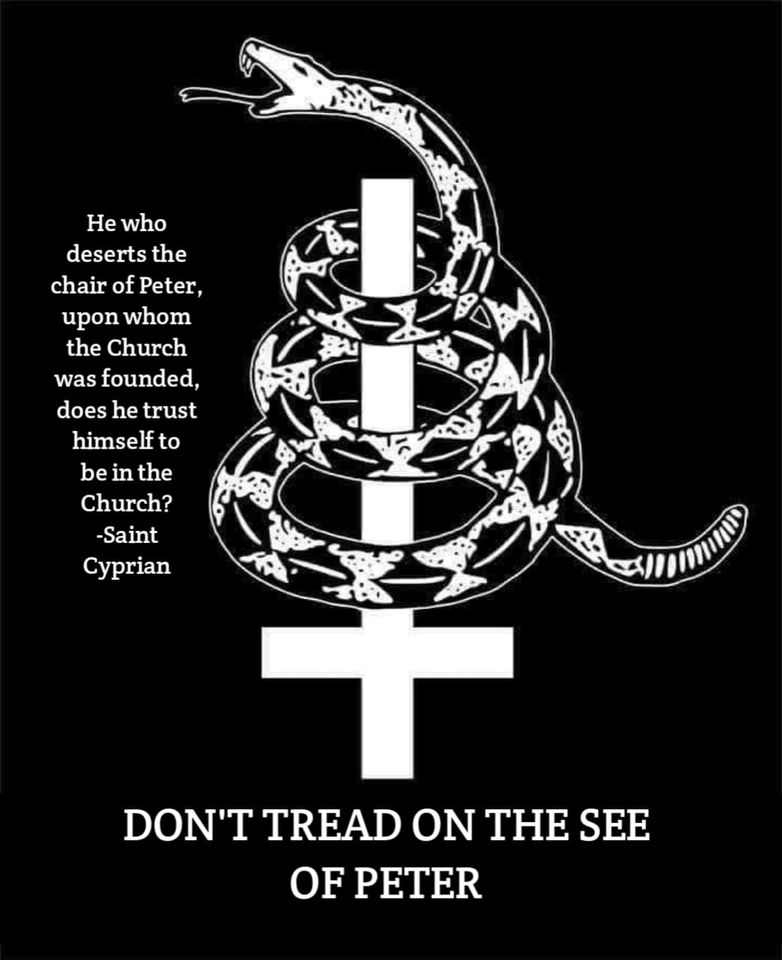 He who
deserts the
chair of Peter,
upon whom
the Church
was founded,
does he trust
himself to
be in the
Church?
-Saint
Cyprian
DON'T TREAD ON THE SEE
OF PETER